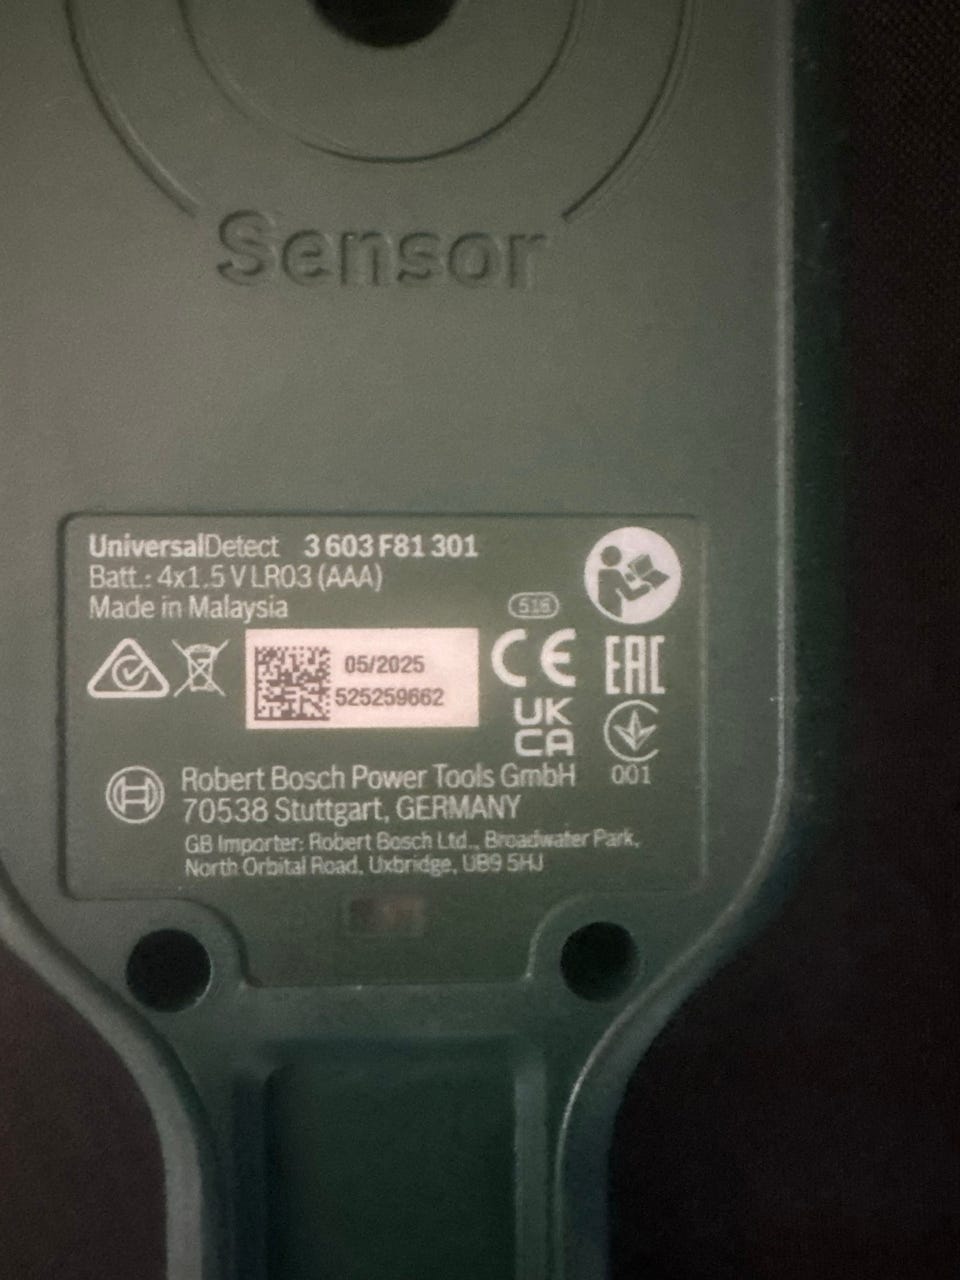 Sensor
UniversalDetect 3 603 F81 301
Batt.: 4x1.5 V LR03 (AAA)
Made in Malaysia
516
CE EAC
05/2025
525259662
UK
CA
001
Robert Bosch Power Tools GmbH
70538 Stuttgart, GERMANY
GB Importer: Robert Bosch Ltd., Broadwater Park,
North Orbital Road, Uxbridge, UB9 5HJ